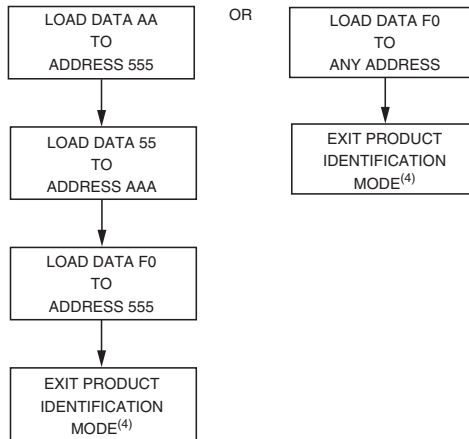 LOAD DATA AA
TO
ADDRESS 555
LOAD DATA 55
TO
ADDRESS AAA
LOAD DATA F0
TO
ADDRESS 555
EXIT PRODUCT
IDENTIFICATION
MODE(4)
OR
LOAD DATA F0
TO
ANY ADDRESS
EXIT PRODUCT
IDENTIFICATION
MODE(4)